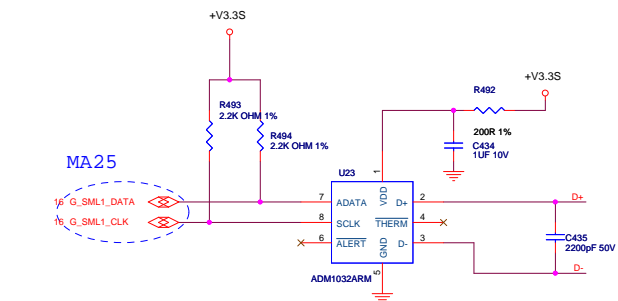 +V3.3S
+V3.3S
R492
R493
2.2K OHM 1%
R494
2.2K OHM 1%
200R 1%
C434
1UF 10V
MA25
U23
1
VDD
16 G_SML1_DATA
7
ADATA
D+
2
D+
16 G_SML1_CLK
8
SCLK
THERM
4
6
ALERT
GND
D-
3
C435
2200pF 50V
5
D-
ADM1032ARM